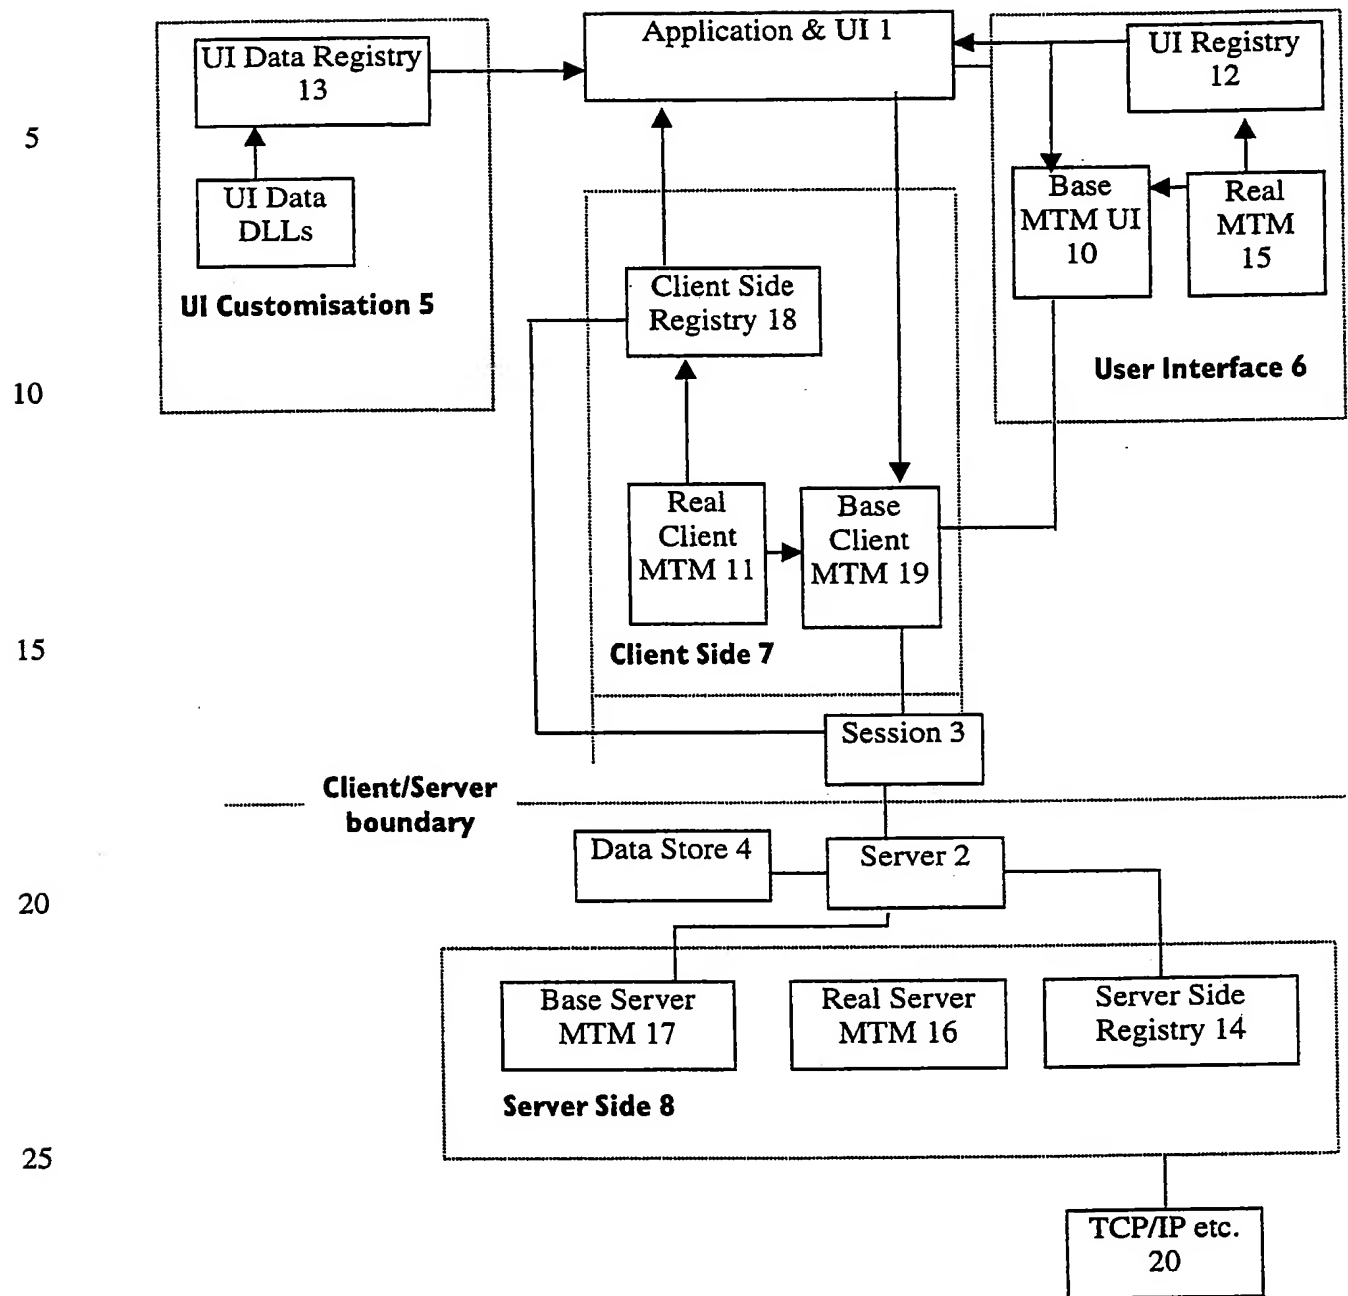 Application & UI 1
UI Data Registry
13
UI Registry
12
5
UI Data
DLLs
Base
MTM UI
10
Real
MTM
15
UI Customisation 5
Client Side
Registry 18
User Interface 6
10
Real
Client
MTM 11
Base
Client
MTM 19
15
Client Side 7
Session 3
Client/Server
boundary
Data Store 4
Server 2
20
Base Server
MTM 17
Real Server
MTM 16
Server Side
Registry 14
Server Side 8
25
TCP/IP etc.
20